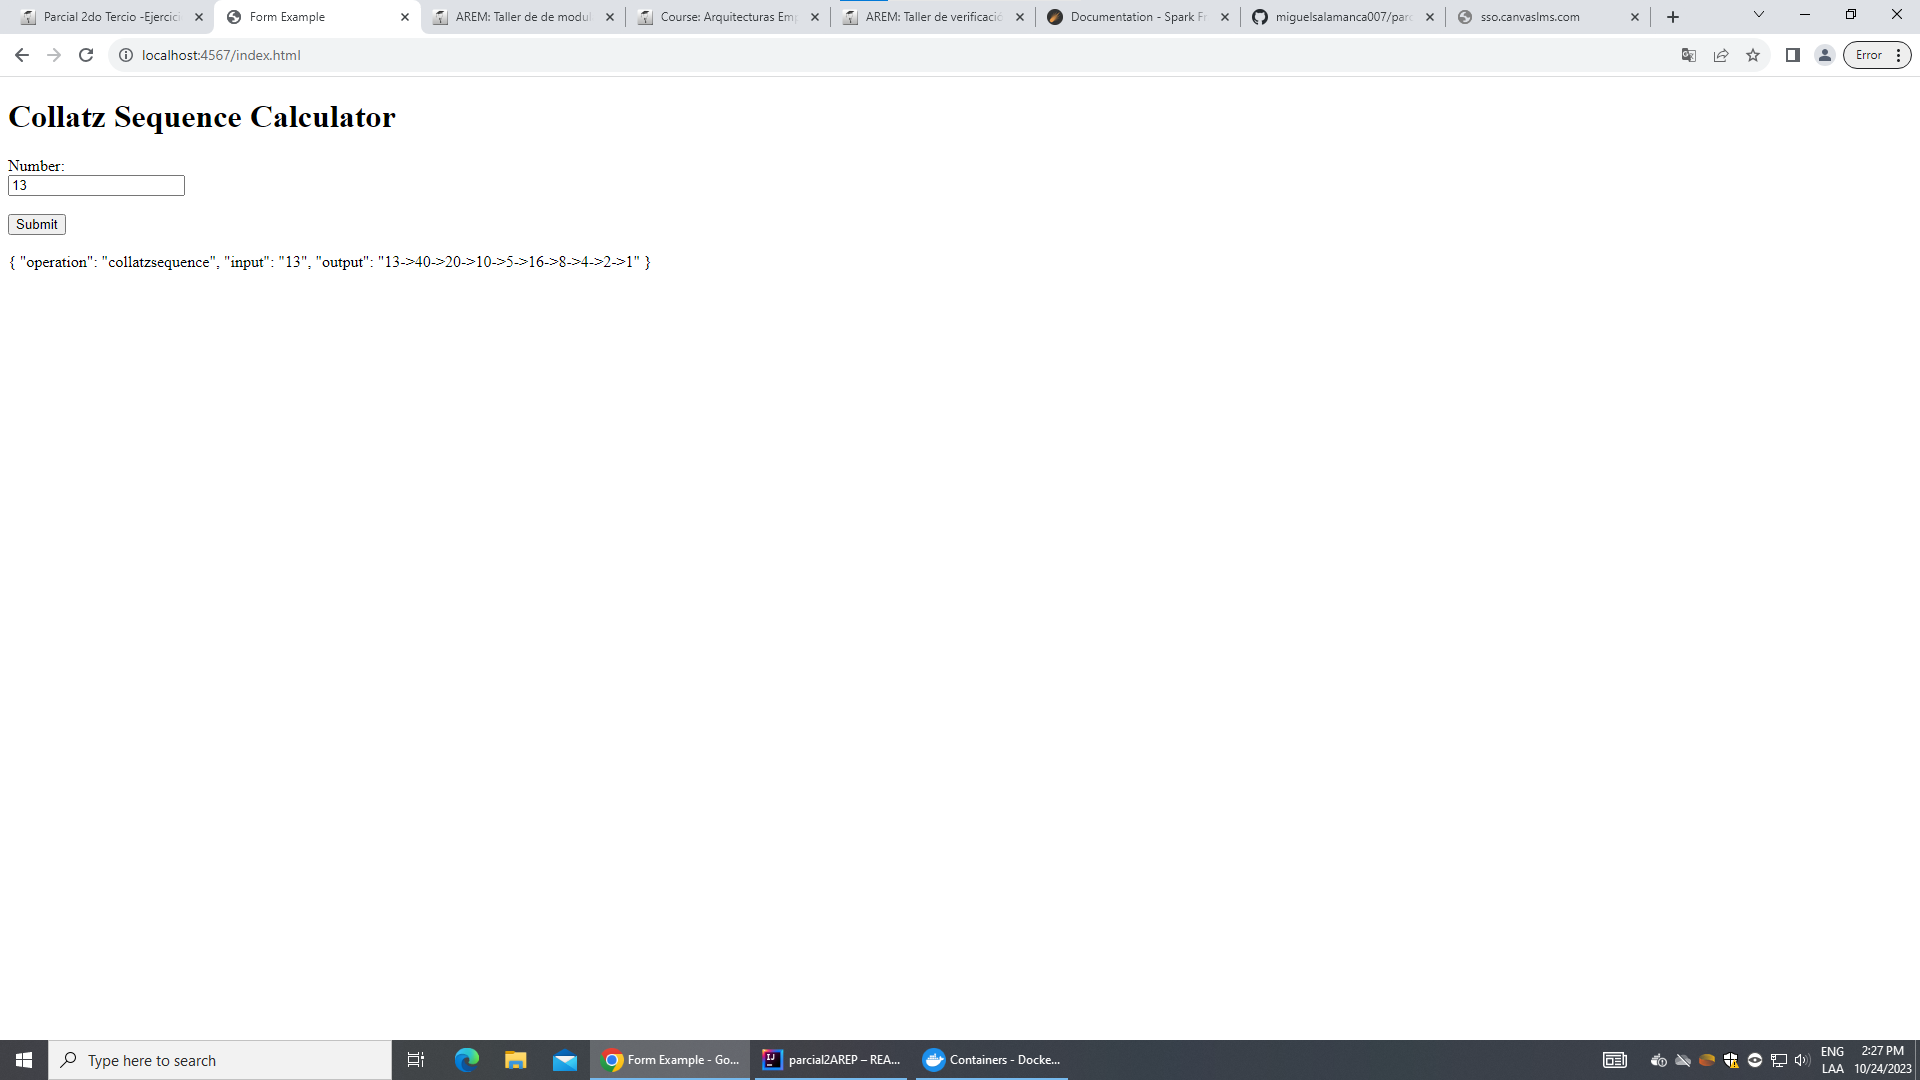 Parcial 2do Tercio -Ejercici
Form Example
AREM: Taller de de modul
Course: Arquitecturas Emp
AREM: Taller de verificació
Documentation - Spark Fr
miguelsalamanca007/parc
sso.canvaslms.com
localhost:4567/index.html
Error
Collatz Sequence Calculator
Number:
13
Submit
{ "operation": "collatzsequence", "input": "13", "output": "13->40->20->10->5->16->8->4->2->1" }
Type here to search
Form Example - Go...
parcial2AREP – REA...
Containers - Docke...
ENG
LAA
2:27 PM
10/24/2023